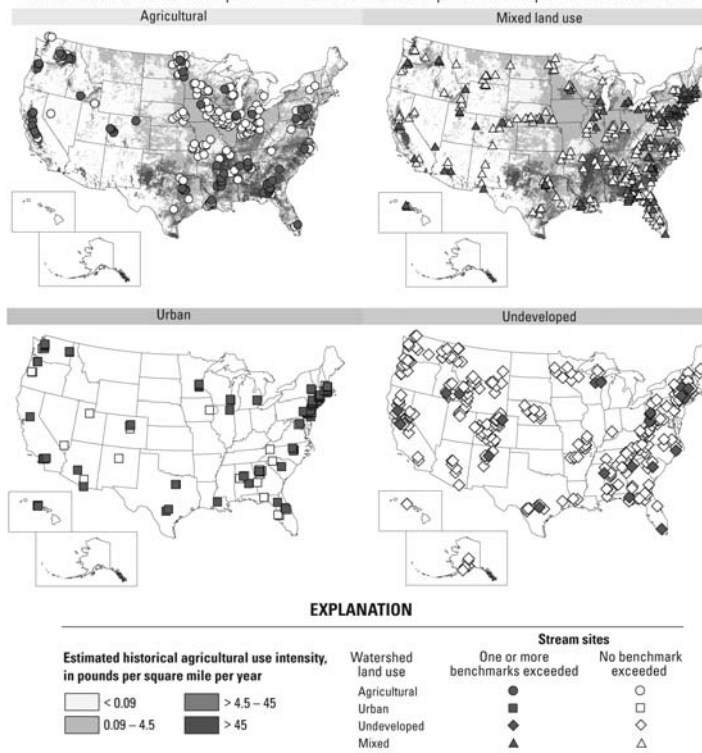 Agricultural
Mixed land use
Urban
Undeveloped
EXPLANATION
Estimated historical agricultural use intensity,
in pounds per square mile per year
< 0.09
> 4.5 – 45
0.09 – 4.5
> 45
Stream sites
Watershed
land use
One or more
benchmarks exceeded
No benchmark
exceeded
Agricultural
Urban
Undeveloped
Mixed